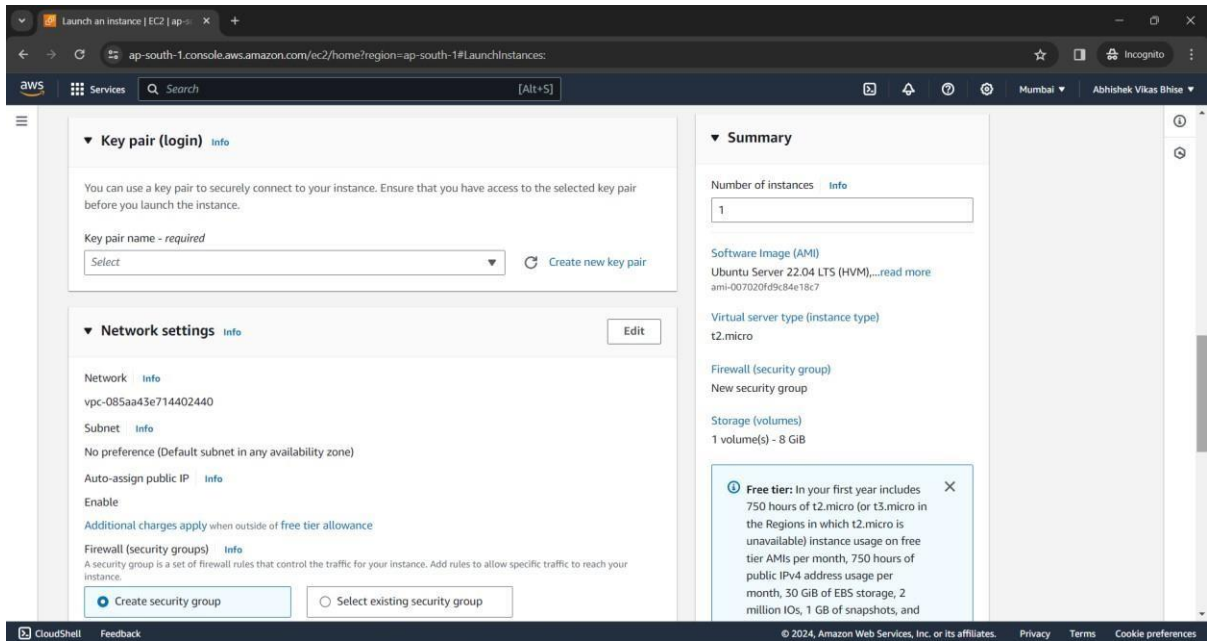 Launch an instance | EC2 | ap-s
ap-south-1.console.aws.amazon.com/ec2/home?region=ap-south-1#LaunchInstances:
Incognito
aws
Services
Search
[Alt+S]
Mumbai
Abhishek Vikas Bhise
Key pair (login) Info
You can use a key pair to securely connect to your instance. Ensure that you have access to the selected key pair
before you launch the instance.
Key pair name - required
Select
Create new key pair
Network settings Info
Edit
Network Info
vpc-085aa43e714402440
Subnet Info
No preference (Default subnet in any availability zone)
Auto-assign public IP Info
Enable
Additional charges apply when outside of free tier allowance
Firewall (security groups) Info
A security group is a set of firewall rules that control the traffic for your instance. Add rules to allow specific traffic to reach your
instance.
Create security group
Select existing security group
Summary
Number of instances Info
1
Software Image (AMI)
Ubuntu Server 22.04 LTS (HVM),...read more
ami-007020fd9c84e18c7
Virtual server type (instance type)
t2.micro
Firewall (security group)
New security group
Storage (volumes)
1 volume(s) - 8 GiB
Free tier: In your first year includes
750 hours of t2.micro (or t3.micro in
the Regions in which t2.micro is
unavailable) instance usage on free
tier AMIs per month, 750 hours of
public IPv4 address usage per
month, 30 GiB of EBS storage, 2
million IOs, 1 GB of snapshots, and
CloudShell
Feedback
© 2024, Amazon Web Services, Inc. or its affiliates.
Privacy
Terms
Cookie preferences